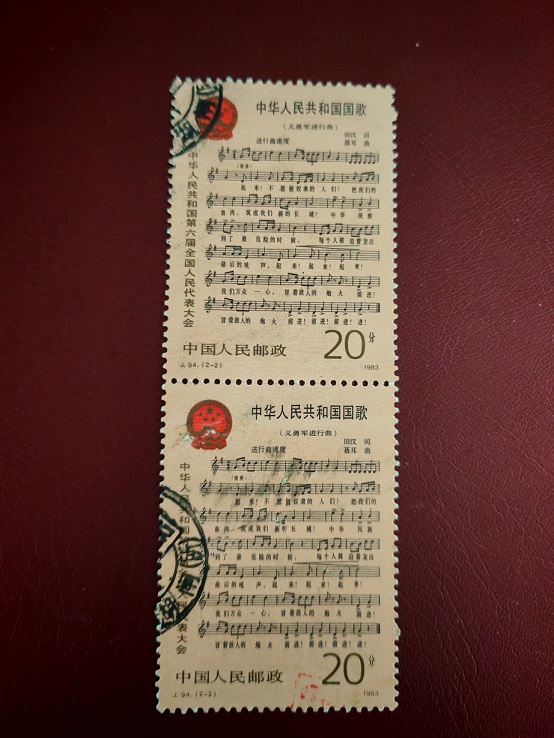 中华人民共和国国歌
（义勇军进行曲）
田汉 词
进行曲速度
聂耳 曲
中华人民共和国第六届全国人民代表大会
起来！不愿做奴隶的人们！把我们的
血肉，筑成我们新的长城！中华民族
到了最危险的时候，每个人被迫着发出
最后的吼声。起来！起来！起来！
我们万众一心，冒着敌人的炮火前进！
冒着敌人的炮火前进！前进！前进！进！
中国人民邮政
20分
J.94.(2-2)
1983
中华人民共和国国歌
（义勇军进行曲）
田汉 词
进行曲速度
聂耳 曲
中华人民共和国
代表大会
起来！不愿做奴隶的人们！把我们的
血肉，筑成我们新的长城！中华民族
到了最危险的时候，每个人被迫着发出
最后的吼声。起来！起来！起来！
我们万众一心，冒着敌人的炮火前进！
冒着敌人的炮火前进！前进！前进！进！
湖南
中国人民邮政
20分
J.94.(2-2)
1983